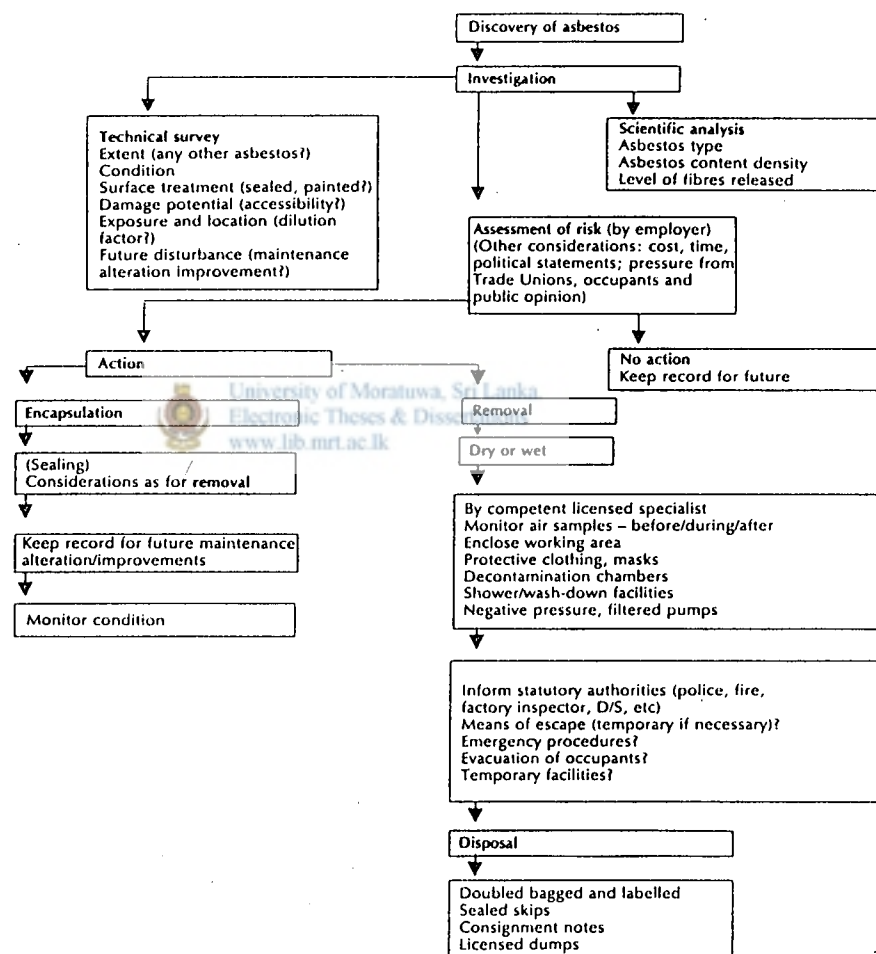 Discovery of asbestos
Investigation
Technical survey
Extent (any other asbestos?)
Condition
Surface treatment (sealed, painted?)
Damage potential (accessibility?)
Exposure and location (dilution
factor?)
Future disturbance (maintenance
alteration improvement?)
Scientific analysis
Asbestos type
Asbestos content density
Level of fibres released
Assessment of risk (by employer)
(Other considerations: cost, time,
political statements; pressure from
Trade Unions, occupants and
public opinion)
Action
No action
Keep record for future
University of Moratuwa, Sri Lanka.
Electronic Theses & Dissertations
www.lib.mrt.ac.lk
Encapsulation
(Sealing)
Considerations as for removal
Keep record for future maintenance
alteration/improvements
Monitor condition
Removal
Dry or wet
By competent licensed specialist
Monitor air samples – before/during/after
Enclose working area
Protective clothing, masks
Decontamination chambers
Shower/wash-down facilities
Negative pressure, filtered pumps
Inform statutory authorities (police, fire,
factory inspector, D/S, etc)
Means of escape (temporary if necessary)?
Emergency procedures?
Evacuation of occupants?
Temporary facilities?
Disposal
Doubled bagged and labelled
Sealed skips
Consignment notes
Licensed dumps